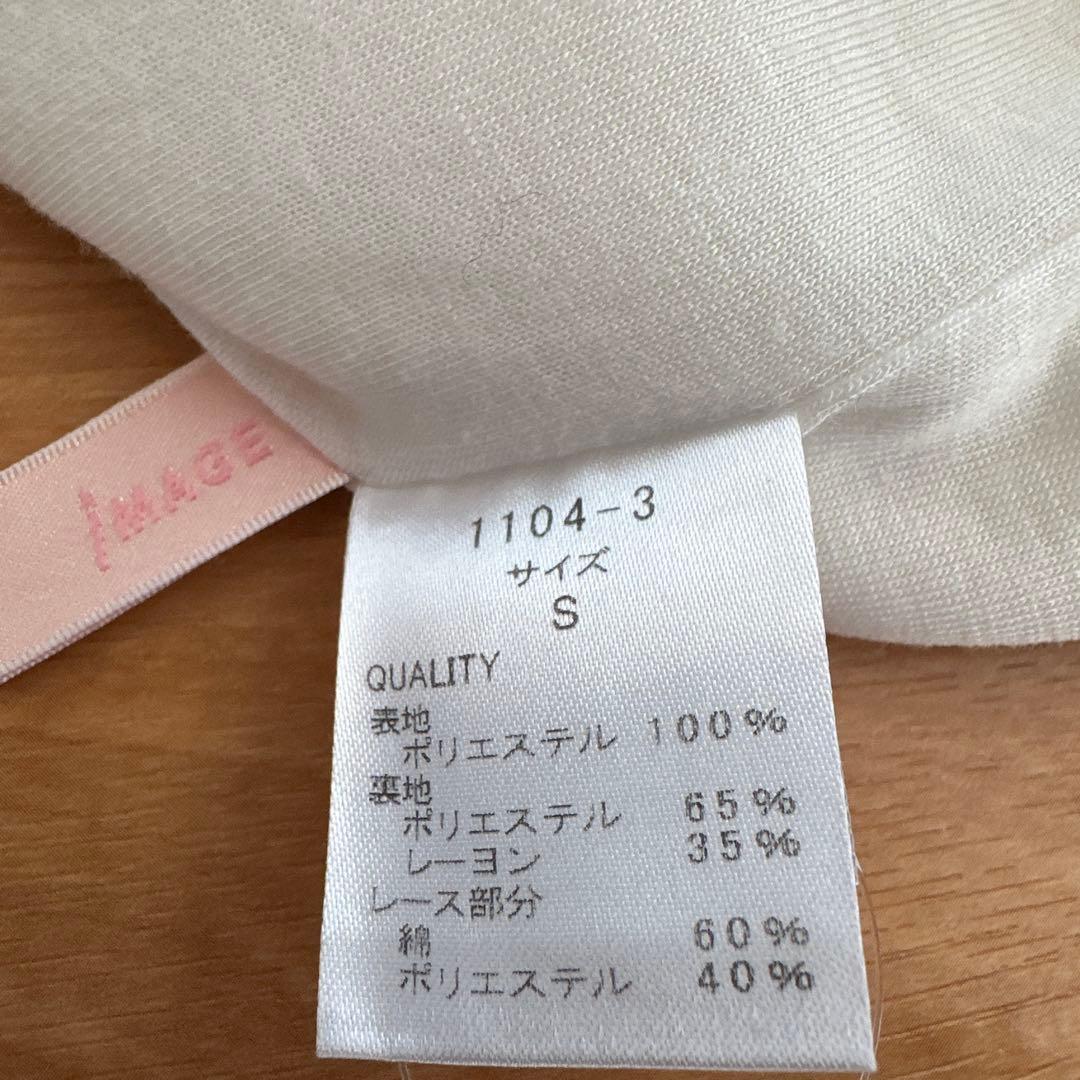 IMAGE
1104-3
サイズ
S
QUALITY
表地
ポリエステル 100%
裏地
ポリエステル 65%
レーヨン 35%
レース部分
綿 60%
ポリエステル 40%